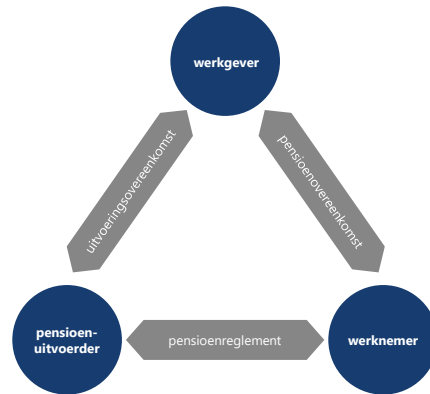 werkgever
uitvoeringsovereenkomst
pensioenovereenkomst
pensioen-
uitvoerder
pensioenreglement
werknemer